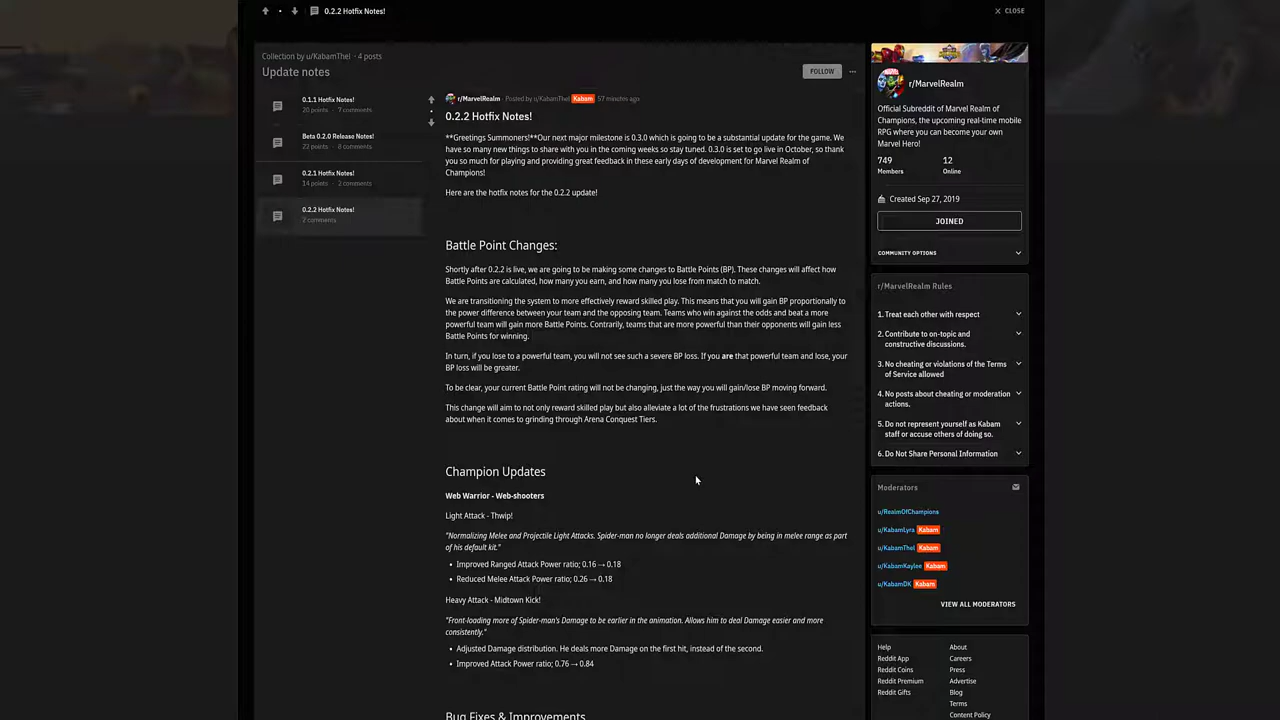 0.2.2 Hotfix Notes!
CLOSE
Collection by u/KabamThel · 4 posts
Update notes
FOLLOW
0.1.1 Hotfix Notes!
20 points · 7 comments
Beta 0.2.0 Release Notes!
22 points · 8 comments
0.2.1 Hotfix Notes!
14 points · 2 comments
0.2.2 Hotfix Notes!
2 comments
r/MarvelRealm · Posted by u/KabamThel Kabam 57 minutes ago
0.2.2 Hotfix Notes!
**Greetings Summoners!**Our next major milestone is 0.3.0 which is going to be a substantial update for the game. We
have so many new things to share with you in the coming weeks so stay tuned. 0.3.0 is set to go live in October, so thank
you so much for playing and providing great feedback in these early days of development for Marvel Realm of
Champions!
Here are the hotfix notes for the 0.2.2 update!
Battle Point Changes:
Shortly after 0.2.2 is live, we are going to be making some changes to Battle Points (BP). These changes will affect how
Battle Points are calculated, how many you earn, and how many you lose from match to match.
We are transitioning the system to more effectively reward skilled play. This means that you will gain BP proportionally to
the power difference between your team and the opposing team. Teams who win against the odds and beat a more
powerful team will gain more Battle Points. Contrarily, teams that are more powerful than their opponents will gain less
Battle Points for winning.
In turn, if you lose to a powerful team, you will not see such a severe BP loss. If you are that powerful team and lose, your
BP loss will be greater.
To be clear, your current Battle Point rating will not be changing, just the way you will gain/lose BP moving forward.
This change will aim to not only reward skilled play but also alleviate a lot of the frustrations we have seen feedback
about when it comes to grinding through Arena Conquest Tiers.
Champion Updates
Web Warrior - Web-shooters
Light Attack - Thwip!
"Normalizing Melee and Projectile Light Attacks. Spider-man no longer deals additional Damage by being in melee range as part
of his default kit."
• Improved Ranged Attack Power ratio; 0.16 → 0.18
• Reduced Melee Attack Power ratio; 0.26 → 0.18
Heavy Attack - Midtown Kick!
"Front-loading more of Spider-man's Damage to be earlier in the animation. Allows him to deal Damage easier and more
consistently."
• Adjusted Damage distribution. He deals more Damage on the first hit, instead of the second.
• Improved Attack Power ratio; 0.76 → 0.84
Bug Fixes & Improvements
r/MarvelRealm
Official Subreddit of Marvel Realm of
Champions, the upcoming real-time mobile
RPG where you can become your own
Marvel Hero!
749 12
Members Online
Created Sep 27, 2019
JOINED
COMMUNITY OPTIONS
r/MarvelRealm Rules
1. Treat each other with respect
2. Contribute to on-topic and
constructive discussions.
3. No cheating or violations of the Terms
of Service allowed
4. No posts about cheating or moderation
actions.
5. Do not represent yourself as Kabam
staff or accuse others of doing so.
6. Do Not Share Personal Information
Moderators
u/RealmOfChampions
u/KabamLyra Kabam
u/KabamThel Kabam
u/KabamKaylee Kabam
u/KabamDK Kabam
VIEW ALL MODERATORS
Help About
Reddit App Careers
Reddit Coins Press
Reddit Premium Advertise
Reddit Gifts Blog
Terms
Content Policy